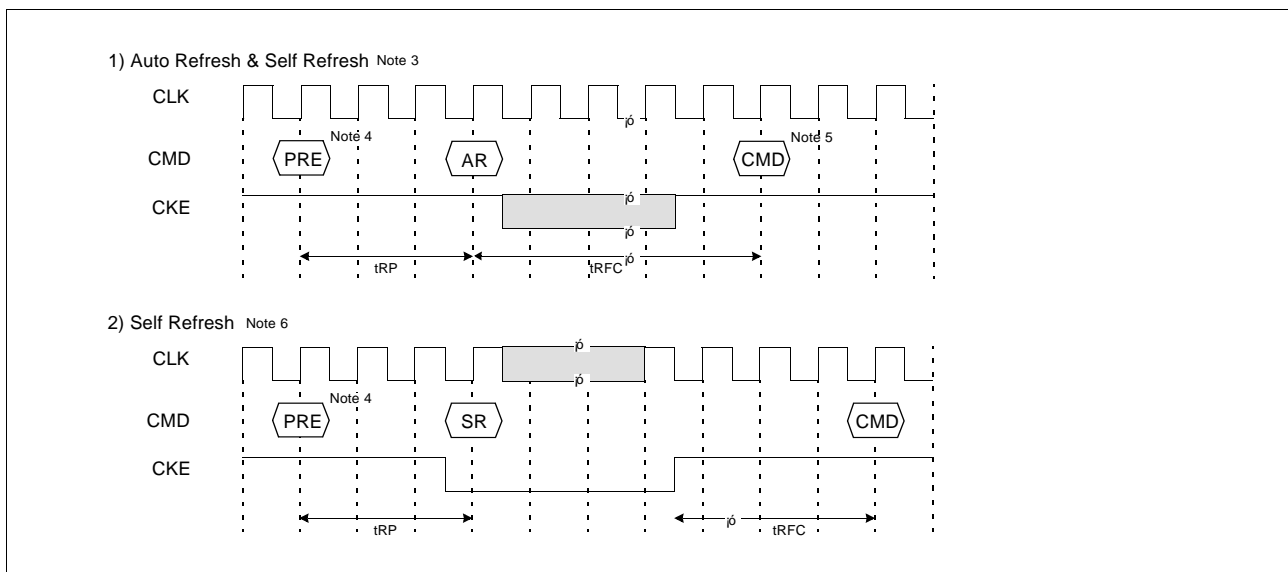 1) Auto Refresh & Self Refresh Note 3
CLK
¡ó
CMD
PRE
Note 4
AR
CMD
Note 5
CKE
¡ó
¡ó
tRP
tRFC
¡ó
2) Self Refresh Note 6
CLK
¡ó
¡ó
CMD
PRE
Note 4
SR
CMD
CKE
tRP
¡ó
tRFC